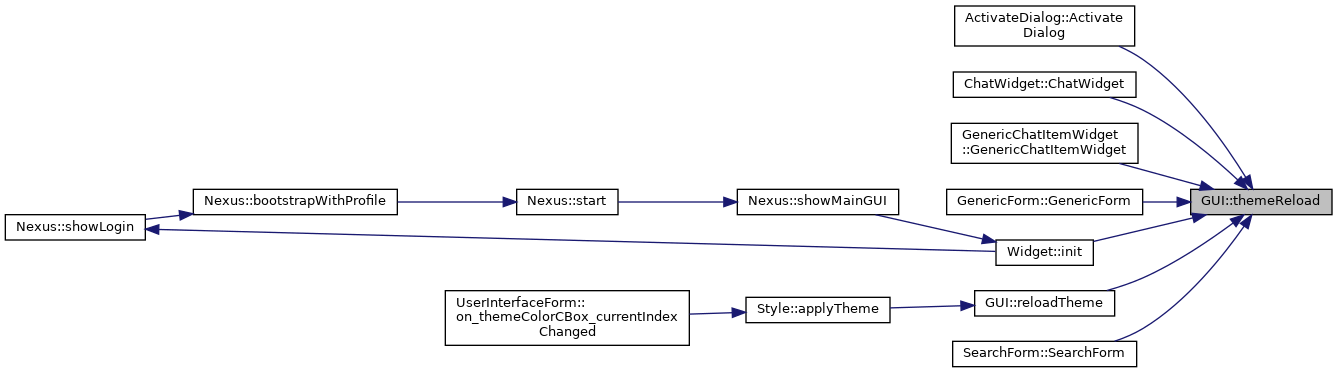 ActivateDialog::Activate
Dialog
ChatWidget::ChatWidget
GenericChatItemWidget
::GenericChatItemWidget
Nexus::bootstrapWithProfile
Nexus::start
Nexus::showMainGUI
GenericForm::GenericForm
GUI::themeReload
Nexus::showLogin
Widget::init
UserInterfaceForm::
on_themeColorCBox_currentIndex
Changed
Style::applyTheme
GUI::reloadTheme
SearchForm::SearchForm